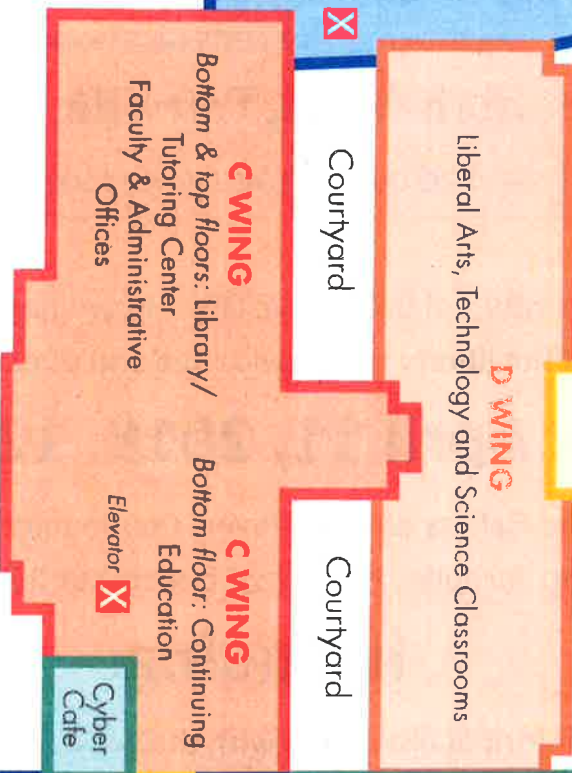 D WING
Liberal Arts, Technology and Science Classrooms
Courtyard
Courtyard
X
C WING
Bottom & top floors: Library/
Tutoring Center
Faculty & Administrative
Offices
C WING
Bottom floor: Continuing
Education
Elevator X
Cyber
Cafe